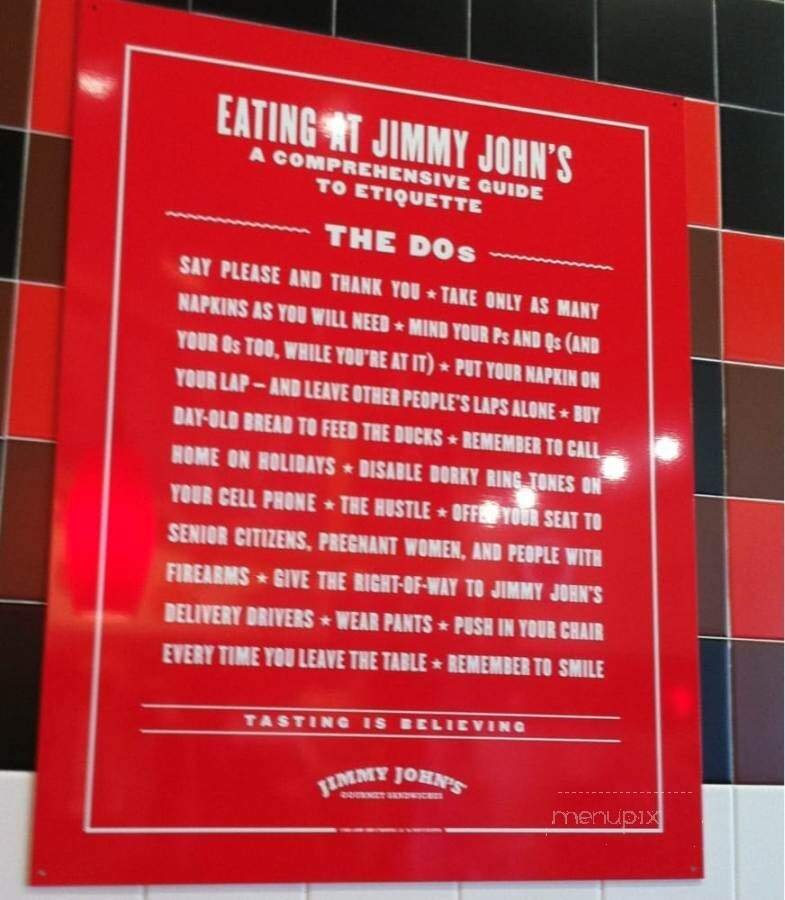 EATING AT JIMMY JOHN'S
A COMPREHENSIVE GUIDE
TO ETIQUETTE
THE DOs
SAY PLEASE AND THANK YOU ★ TAKE ONLY AS MANY
NAPKINS AS YOU WILL NEED ★ MIND YOUR Ps AND Qs (AND
YOUR Os TOO, WHILE YOU'RE AT IT) ★ PUT YOUR NAPKIN ON
YOUR LAP – AND LEAVE OTHER PEOPLE'S LAPS ALONE ★ BUY
DAY-OLD BREAD TO FEED THE DUCKS ★ REMEMBER TO CALL
HOME ON HOLIDAYS ★ DISABLE DORKY RING TONES ON
YOUR CELL PHONE ★ THE HUSTLE ★ OFFER YOUR SEAT TO
SENIOR CITIZENS, PREGNANT WOMEN, AND PEOPLE WITH
FIREARMS ★ GIVE THE RIGHT-OF-WAY TO JIMMY JOHN'S
DELIVERY DRIVERS ★ WEAR PANTS ★ PUSH IN YOUR CHAIR
EVERY TIME YOU LEAVE THE TABLE ★ REMEMBER TO SMILE
TASTING IS BELIEVING
JIMMY JOHN'S
GOURMET SANDWICHES
menupix